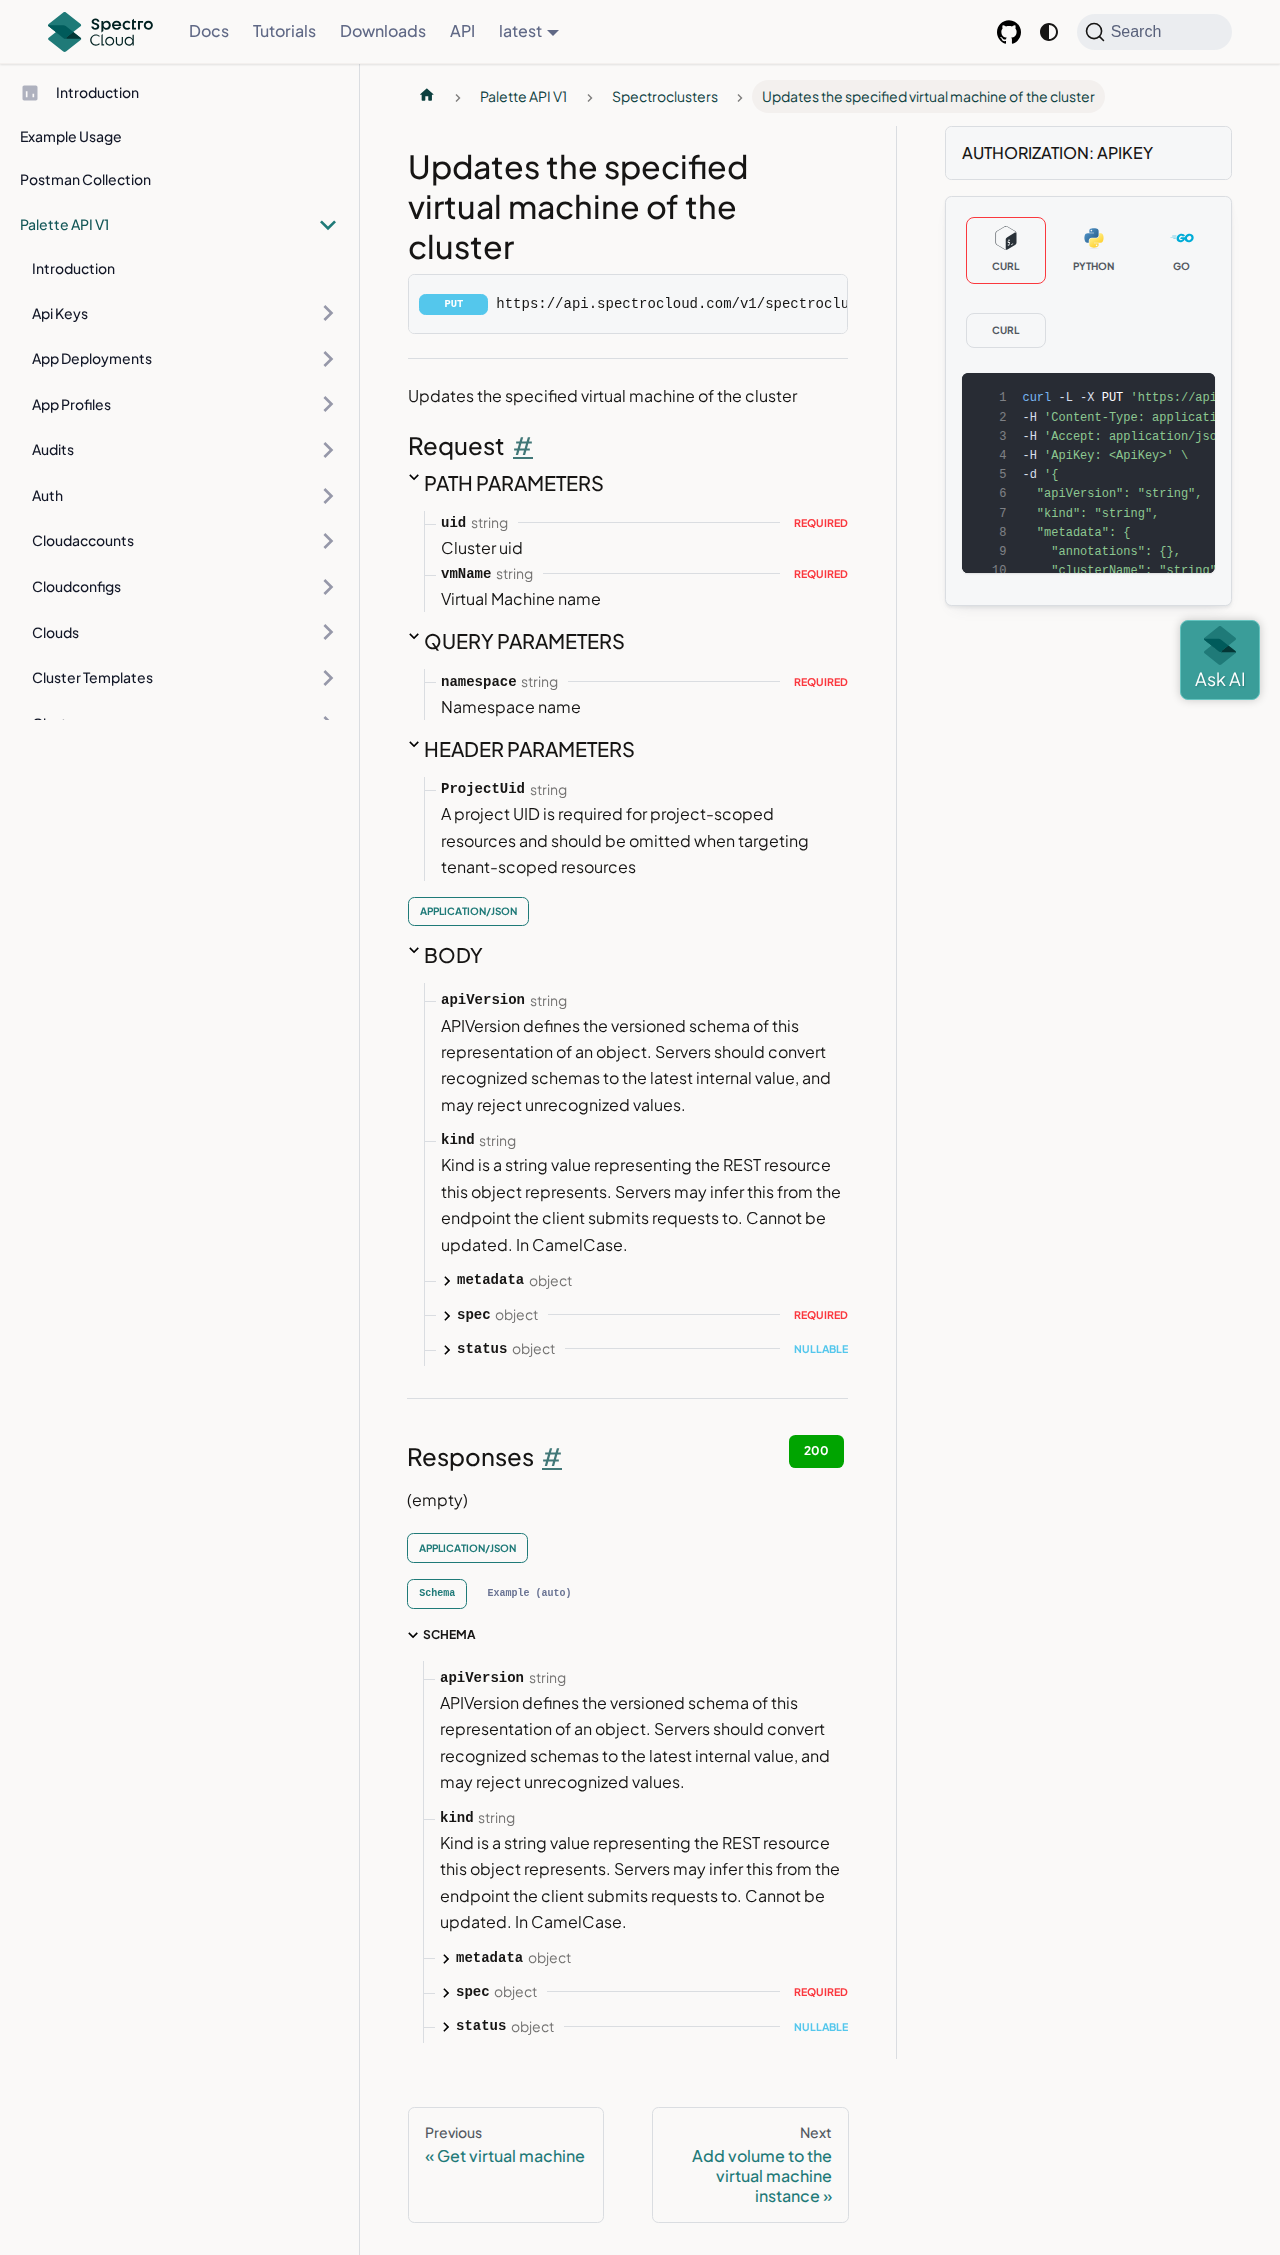 Spectro
Cloud
Docs
Tutorials
Downloads
API
latest
Search
Introduction
Example Usage
Postman Collection
Palette API V1
Introduction
Api Keys
App Deployments
App Profiles
Audits
Auth
Cloudaccounts
Cloudconfigs
Clouds
Cluster Templates
Palette API V1
Spectroclusters
Updates the specified virtual machine of the cluster
Updates the specified
virtual machine of the
cluster
PUT https://api.spectrocloud.com/v1/spectroclu
Updates the specified virtual machine of the cluster
Request #
PATH PARAMETERS
uid string REQUIRED
Cluster uid
vmName string REQUIRED
Virtual Machine name
QUERY PARAMETERS
namespace string REQUIRED
Namespace name
HEADER PARAMETERS
ProjectUid string
A project UID is required for project-scoped
resources and should be omitted when targeting
tenant-scoped resources
APPLICATION/JSON
BODY
apiVersion string
APIVersion defines the versioned schema of this
representation of an object. Servers should convert
recognized schemas to the latest internal value, and
may reject unrecognized values.
kind string
Kind is a string value representing the REST resource
this object represents. Servers may infer this from the
endpoint the client submits requests to. Cannot be
updated. In CamelCase.
metadata object
spec object REQUIRED
status object NULLABLE
Responses #
200
(empty)
APPLICATION/JSON
Schema
Example (auto)
SCHEMA
apiVersion string
APIVersion defines the versioned schema of this
representation of an object. Servers should convert
recognized schemas to the latest internal value, and
may reject unrecognized values.
kind string
Kind is a string value representing the REST resource
this object represents. Servers may infer this from the
endpoint the client submits requests to. Cannot be
updated. In CamelCase.
metadata object
spec object REQUIRED
status object NULLABLE
Previous
« Get virtual machine
Next
Add volume to the
virtual machine
instance »
AUTHORIZATION: APIKEY
CURL
PYTHON
GO
CURL
1 curl -L -X PUT 'https://api
2 -H 'Content-Type: applicati
3 -H 'Accept: application/jso
4 -H 'ApiKey: <ApiKey>' \
5 -d '{
6 "apiVersion": "string",
7 "kind": "string",
8 "metadata": {
9 "annotations": {},
10 "clusterName": "string"
Ask AI